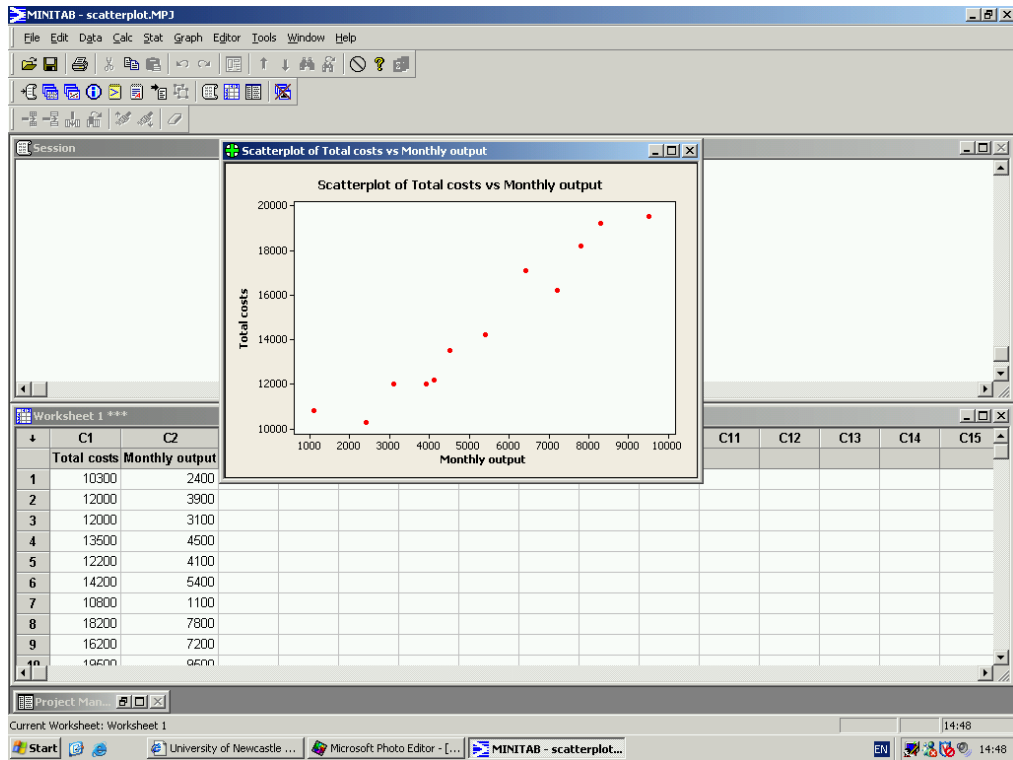 MINITAB - scatterplot.MPJ
File Edit Data Calc Stat Graph Editor Tools Window Help
Session
Scatterplot of Total costs vs Monthly output
Scatterplot of Total costs vs Monthly output
20000
18000
16000
14000
12000
10000
Total costs
1000 2000 3000 4000 5000 6000 7000 8000 9000 10000
Monthly output
Worksheet 1 ***
C1 C2 C11 C12 C13 C14 C15
Total costs Monthly output
1 10300 2400
2 12000 3900
3 12000 3100
4 13500 4500
5 12200 4100
6 14200 5400
7 10800 1100
8 18200 7800
9 16200 7200
10
Project Man...
Current Worksheet: Worksheet 1
14:48
Start
University of Newcastle ...
Microsoft Photo Editor - [...
MINITAB - scatterplot...
EN
14:48